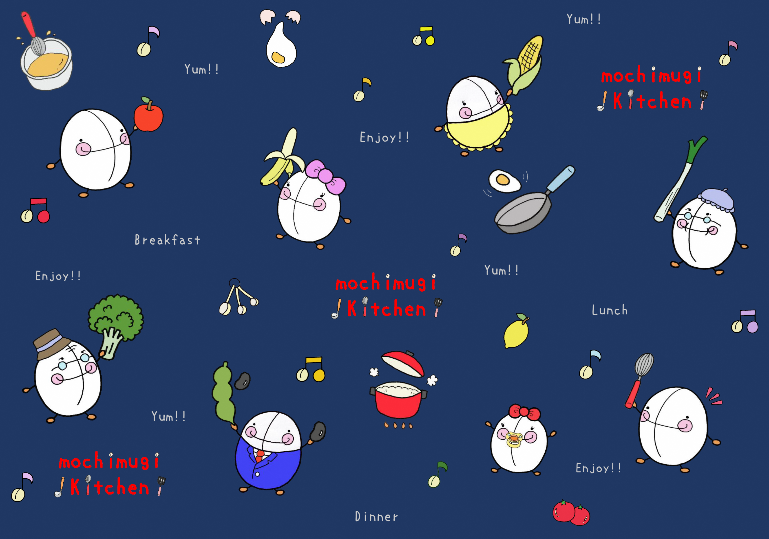 Yum!!
Yum!!
mochimugi
Kitchen
Enjoy!!
Breakfast
Yum!!
Enjoy!!
mochimugi
Kitchen
Lunch
Yum!!
mochimugi
Kitchen
Enjoy!!
Dinner